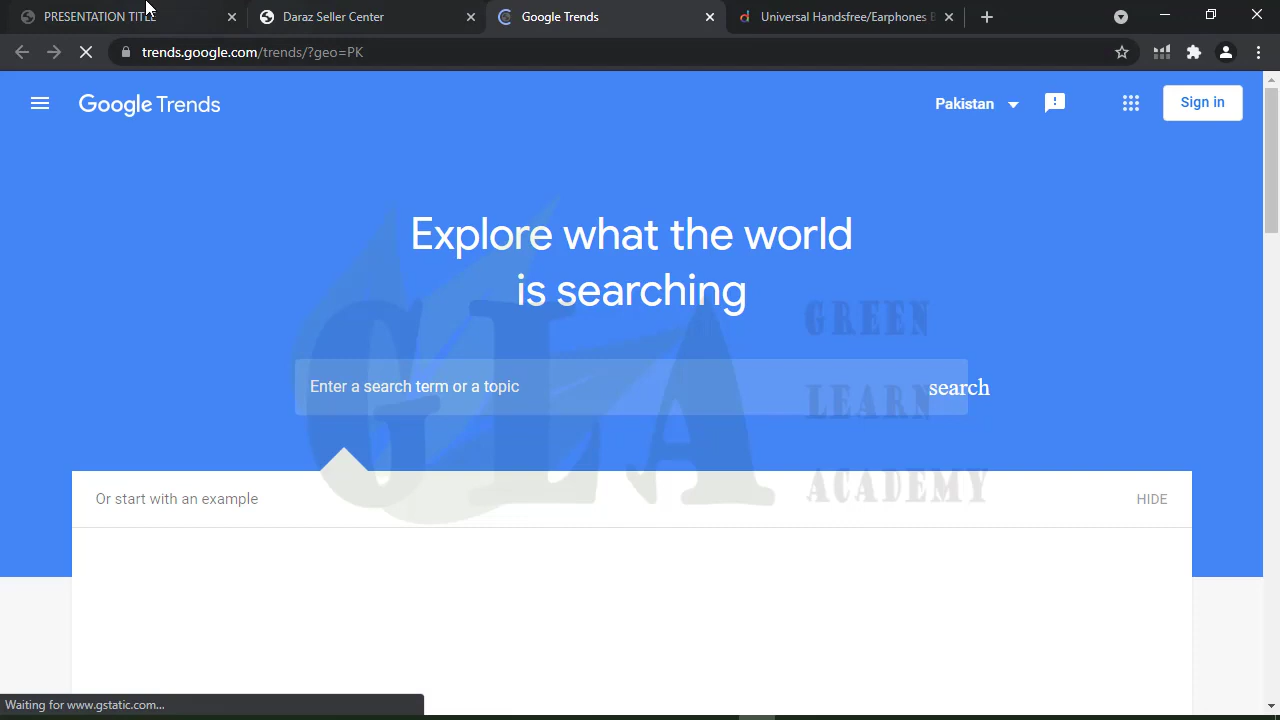 PRESENTATION TITLE
Daraz Seller Center
Google Trends
Universal Handsfree/Earphones
trends.google.com/trends/?geo=PK
Google Trends
Pakistan
Sign in
Explore what the world
is searching
GLA
GREEN
LEARN
ACADEMY
Enter a search term or a topic
search
Or start with an example
HIDE
Waiting for www.gstatic.com...